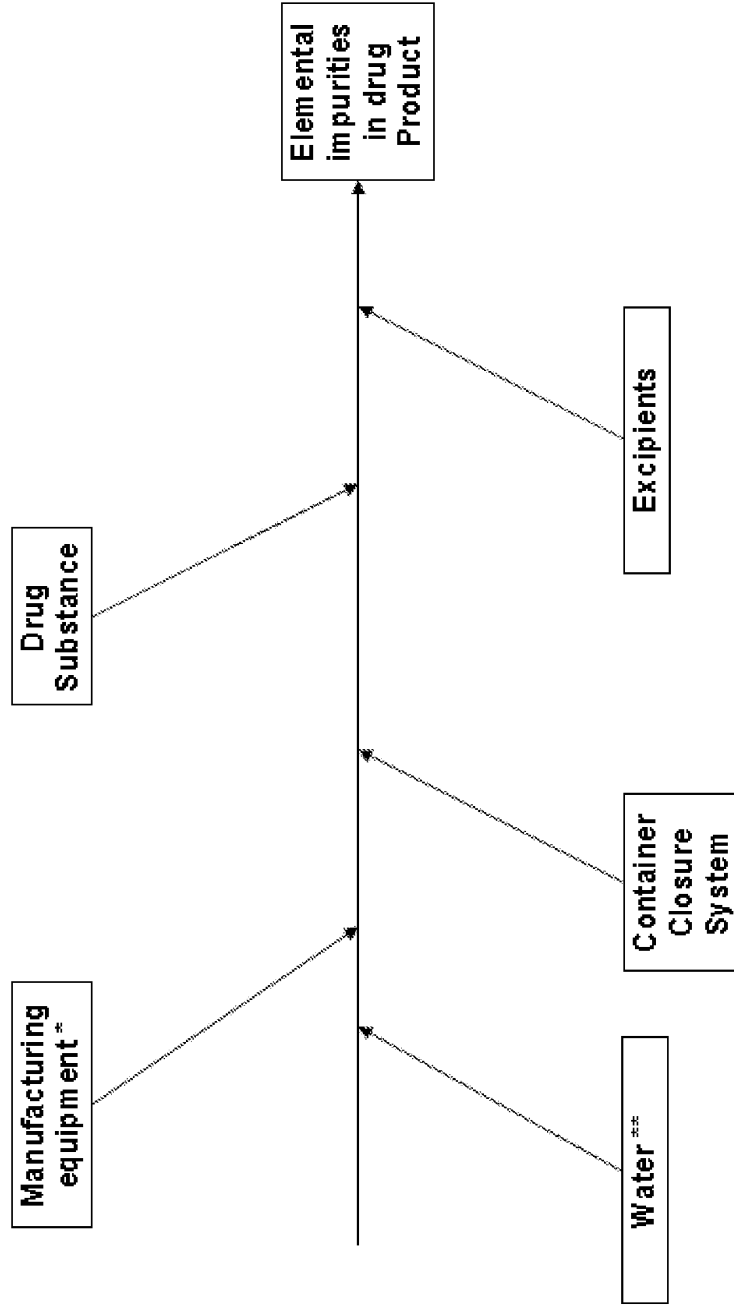 Manufacturing
equipment*
Drug
Substance
Elemental
impurities
in drug
Product
Water**
Container
Closure
System
Excipients